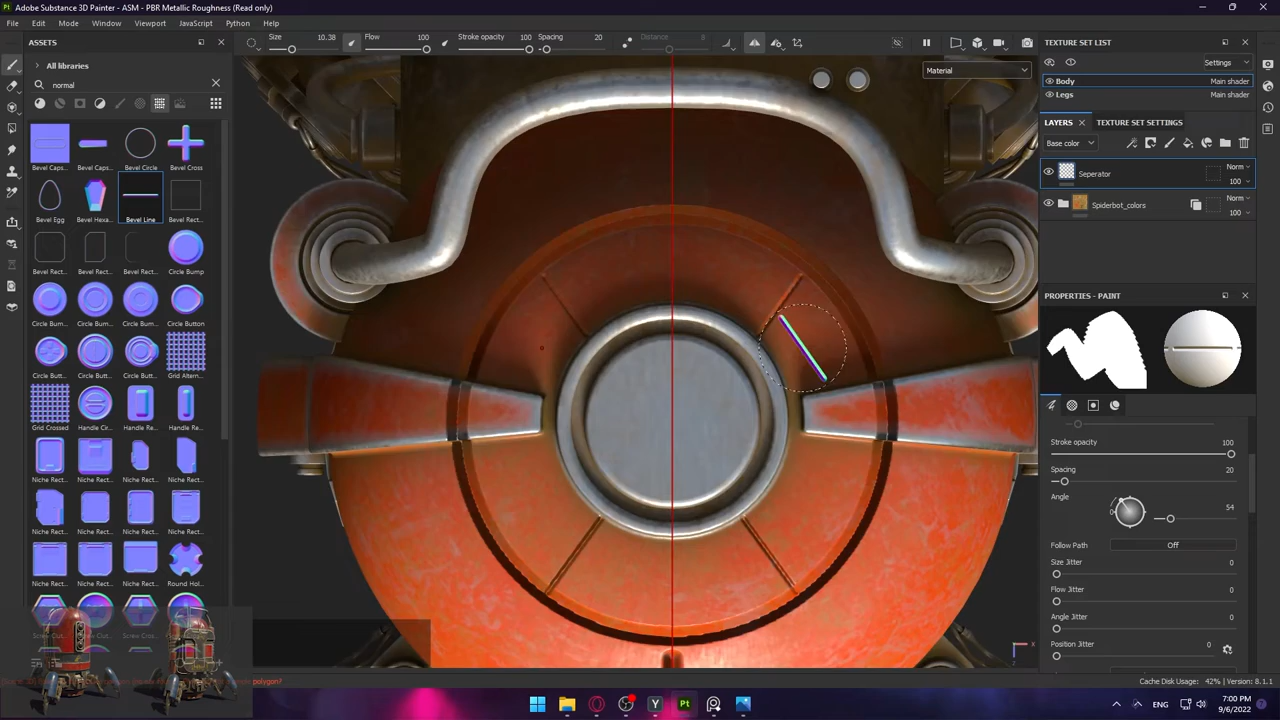 Adobe Substance 3D Painter - ASM - PBR Metallic Roughness (Read only)
File Edit Mode Window Viewport JavaScript Python Help
ASSETS
All libraries
normal
Bevel Caps... Bevel Caps... Bevel Circle Bevel Cross
Bevel Egg Bevel Hexa... Bevel Line Bevel Rect...
Bevel Rect... Bevel Rect... Bevel Rect... Circle Bump
Circle Bum... Circle Bum... Circle Bum... Circle Button
Circle Butt... Circle Butt... Circle Butt... Grid Altern...
Grid Crossed Handle Cir... Handle Re... Handle Re...
Niche Rect... Niche Rect... Niche Rect... Niche Rect...
Niche Rect... Niche Rect... Niche Rect... Niche Rect...
Niche Rect... Niche Rect... Niche Rect... Round Hol...
Size 10.38 Flow 100 Stroke opacity 100 Spacing 20 Distance 8
Material
TEXTURE SET LIST
Settings
Body Main shader
Legs Main shader
LAYERS TEXTURE SET SETTINGS
Base color
Seperator Norm
100
Spiderbot_colors Norm
100
PROPERTIES - PAINT
Stroke opacity 100
Spacing 20
Angle
0 54
Follow Path Off
Size Jitter 0
Flow Jitter 0
Angle Jitter 0
Position Jitter 0
X
polygon?
Cache Disk Usage: 42% | Version: 8.1.1
Y Pt
ENG
7:00 PM
9/6/2022